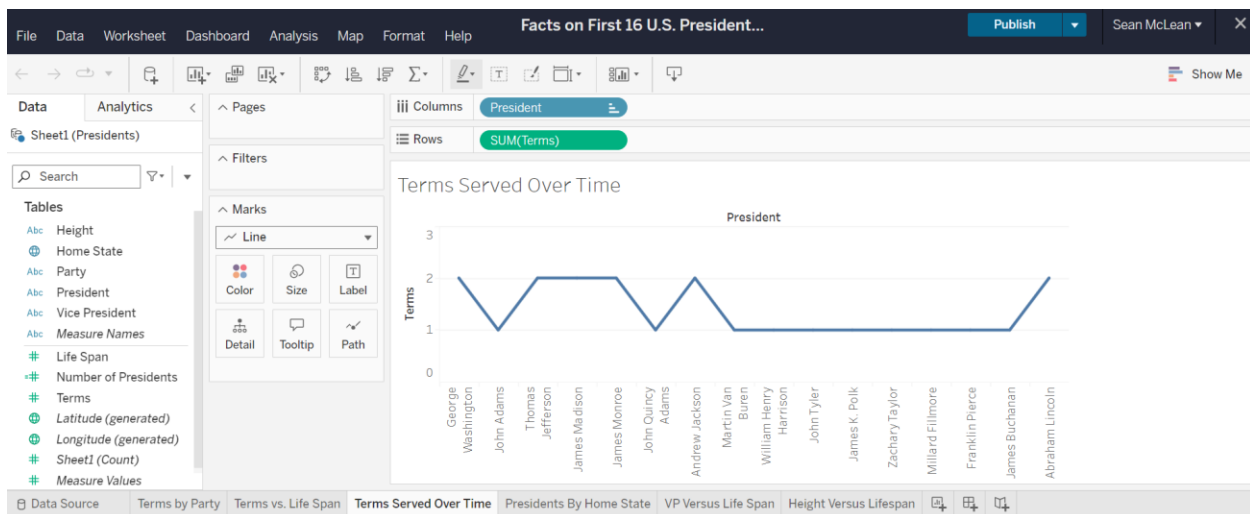 Facts on First 16 U.S. President...
Publish
Sean McLean
File Data Worksheet Dashboard Analysis Map Format Help
Show Me
Data Analytics
Sheet1 (Presidents)
Search
Tables
Abc Height
Home State
Abc Party
Abc President
Abc Vice President
Abc Measure Names
# Life Span
=# Number of Presidents
# Terms
Latitude (generated)
Longitude (generated)
# Sheet1 (Count)
# Measure Values
Pages
Filters
Marks
Line
Color Size Label
Detail Tooltip Path
Columns President
Rows SUM(Terms)
Terms Served Over Time
President
Terms
3
2
1
0
George
Washington
John Adams
Thomas
Jefferson
James Madison
James Monroe
John Quincy
Adams
Andrew Jackson
Martin Van
Buren
William Henry
Harrison
John Tyler
James K. Polk
Zachary Taylor
Millard Fillmore
Franklin Pierce
James Buchanan
Abraham Lincoln
Data Source Terms by Party Terms vs. Life Span Terms Served Over Time Presidents By Home State VP Versus Life Span Height Versus Lifespan